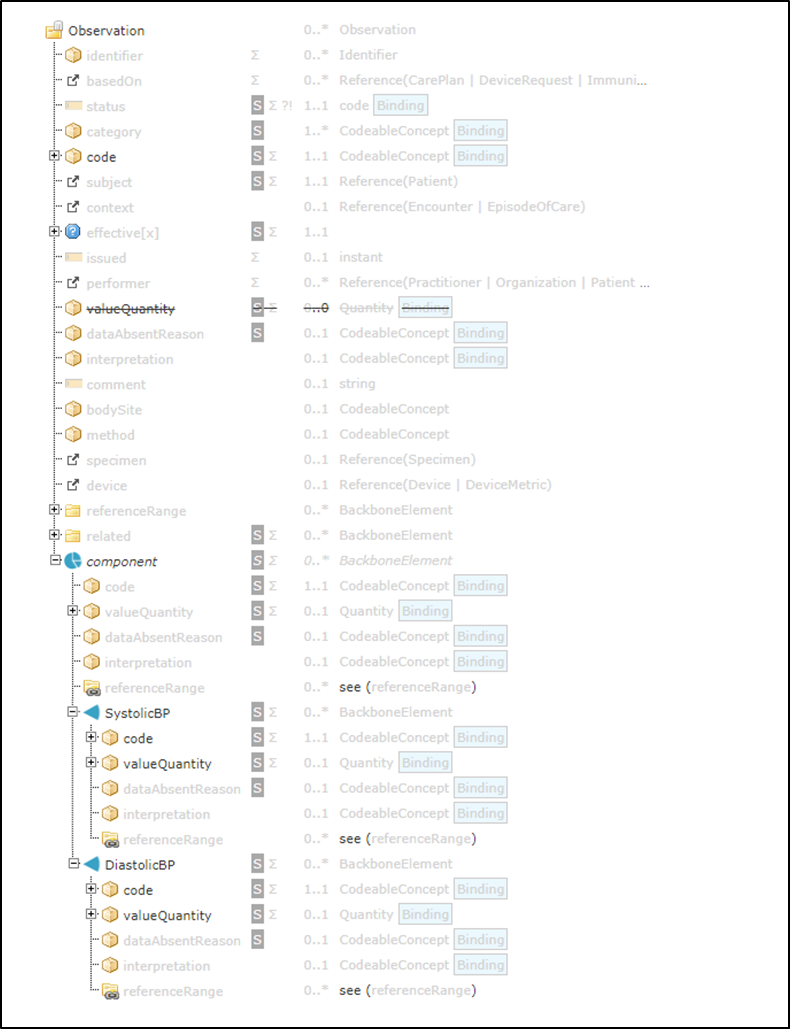 Observation 0..* Observation
identifier Σ 0..* Identifier
basedOn Σ 0..* Reference(CarePlan | DeviceRequest | Immuni...
status S Σ ?! 1..1 code Binding
category S 1..* CodeableConcept Binding
code S Σ 1..1 CodeableConcept Binding
subject S Σ 1..1 Reference(Patient)
context 0..1 Reference(Encounter | EpisodeOfCare)
effective[x] S Σ 1..1
issued Σ 0..1 instant
performer Σ 0..* Reference(Practitioner | Organization | Patient ...
valueQuantity S Σ 0..0 Quantity Binding
dataAbsentReason S 0..1 CodeableConcept Binding
interpretation 0..1 CodeableConcept Binding
comment 0..1 string
bodySite 0..1 CodeableConcept
method 0..1 CodeableConcept
specimen 0..1 Reference(Specimen)
device 0..1 Reference(Device | DeviceMetric)
referenceRange 0..* BackboneElement
related S Σ 0..* BackboneElement
component S Σ 0..* BackboneElement
code S Σ 1..1 CodeableConcept Binding
valueQuantity S Σ 0..1 Quantity Binding
dataAbsentReason S 0..1 CodeableConcept Binding
interpretation 0..1 CodeableConcept Binding
referenceRange 0..* see (referenceRange)
SystolicBP S Σ 0..* BackboneElement
code S Σ 1..1 CodeableConcept Binding
valueQuantity S Σ 0..1 Quantity Binding
dataAbsentReason S 0..1 CodeableConcept Binding
interpretation 0..1 CodeableConcept Binding
referenceRange 0..* see (referenceRange)
DiastolicBP S Σ 0..* BackboneElement
code S Σ 1..1 CodeableConcept Binding
valueQuantity S Σ 0..1 Quantity Binding
dataAbsentReason S 0..1 CodeableConcept Binding
interpretation 0..1 CodeableConcept Binding
referenceRange 0..* see (referenceRange)